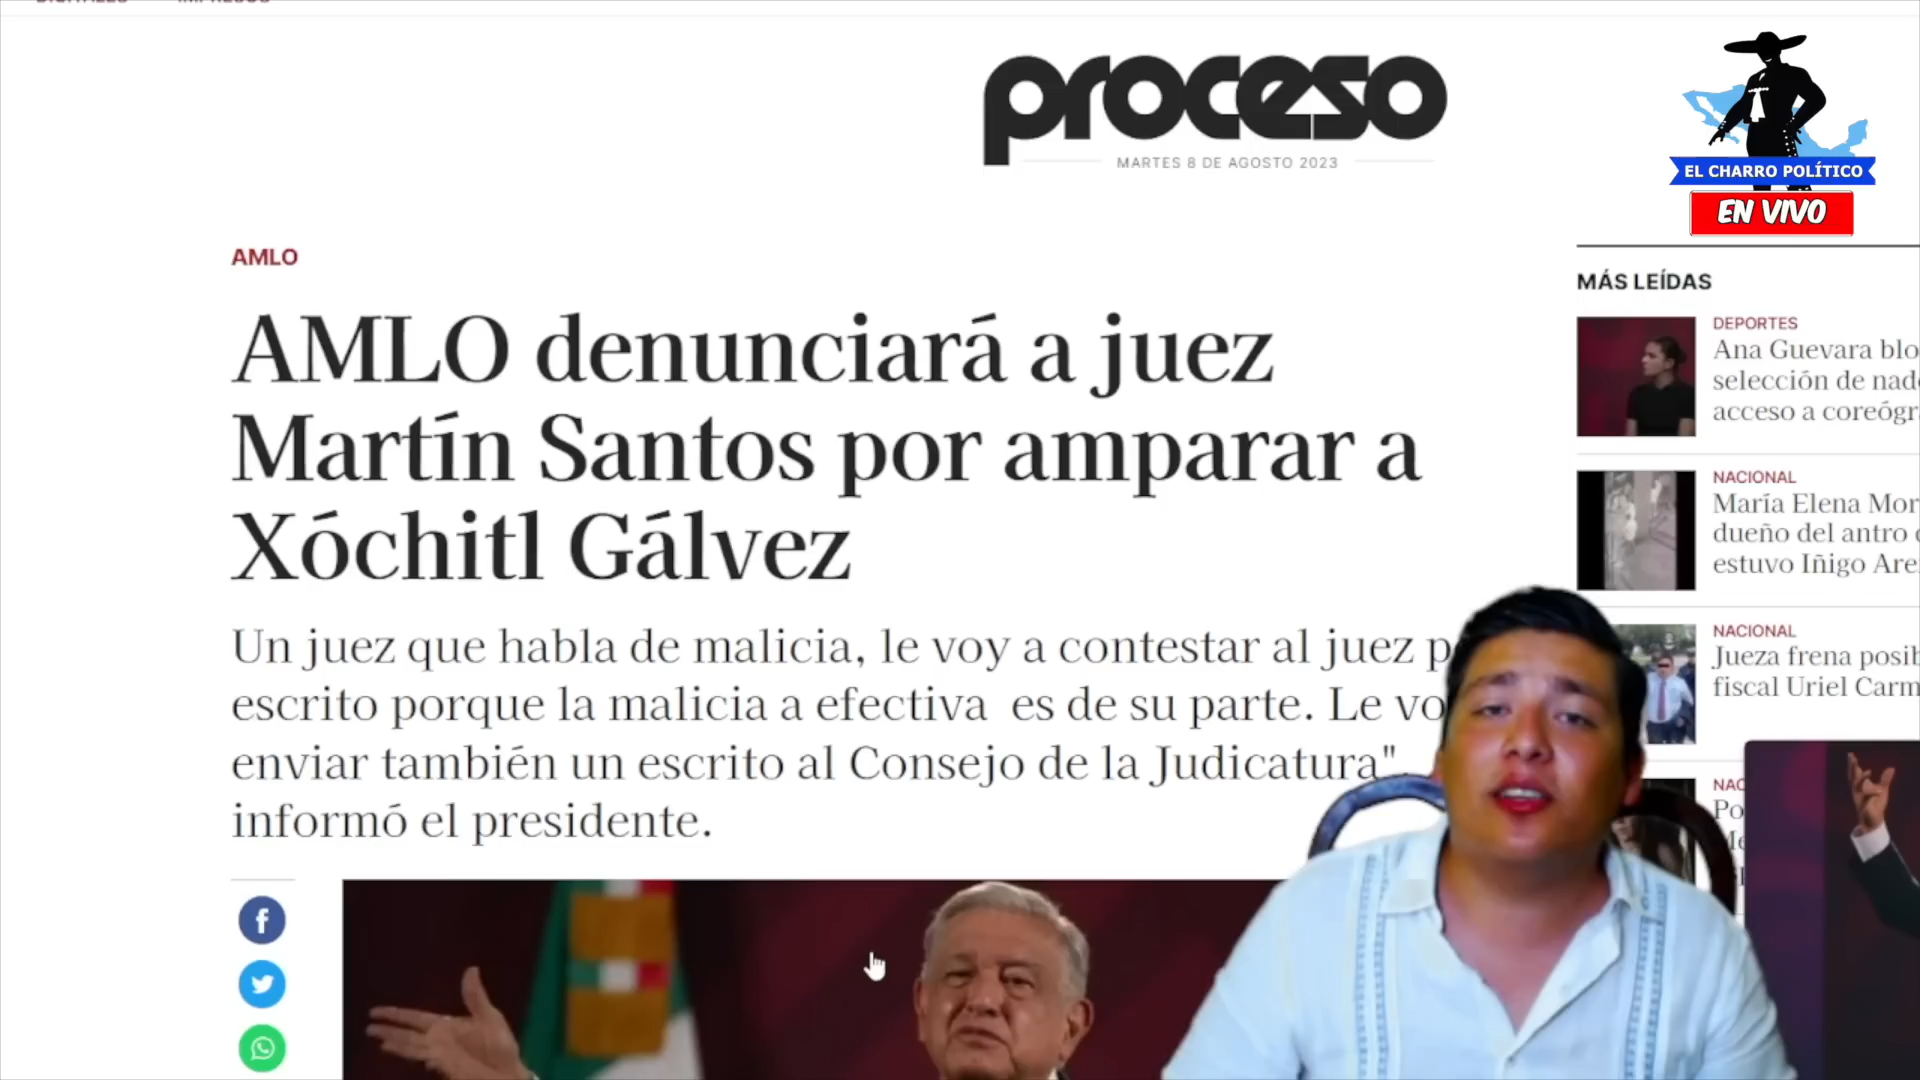 proceso
MARTES 8 DE AGOSTO 2023
EL CHARRO POLÍTICO
EN VIVO
AMLO
AMLO denunciará a juez
Martín Santos por amparar a
Xóchitl Gálvez
Un juez que habla de malicia, le voy a contestar al juez p
escrito porque la malicia a efectiva es de su parte. Le vo
enviar también un escrito al Consejo de la Judicatura",
informó el presidente.
MÁS LEÍDAS
DEPORTES
Ana Guevara blo
selección de nad
acceso a coreógr
NACIONAL
María Elena Mor
dueño del antro
estuvo Iñigo Are
NACIONAL
Jueza frena posib
fiscal Uriel Carm
NAC
Po